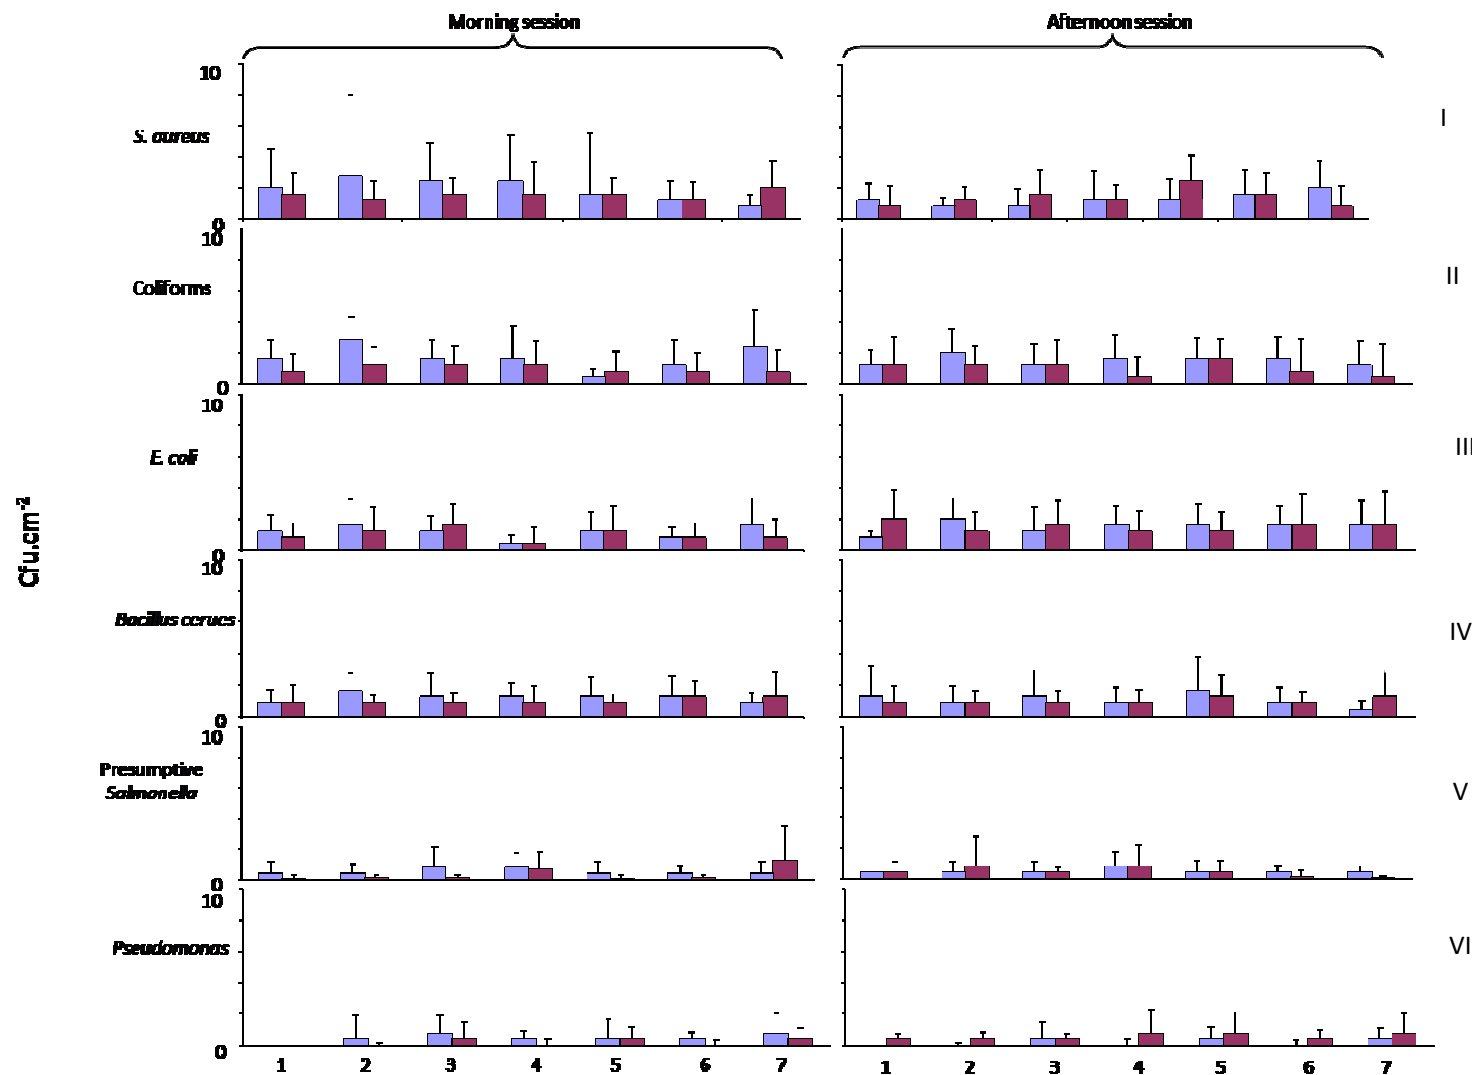 Morning session Afternoon session
10
S. aureus
I
0
10
Coliforms
II
0
10
E. coli
III
0
Cfu.cm-2
10
Bacillus cerues
IV
0
10
Presumptive
Salmonella
V
0
10
Pseudomonas
VI
0
1 2 3 4 5 6 7 1 2 3 4 5 6 7